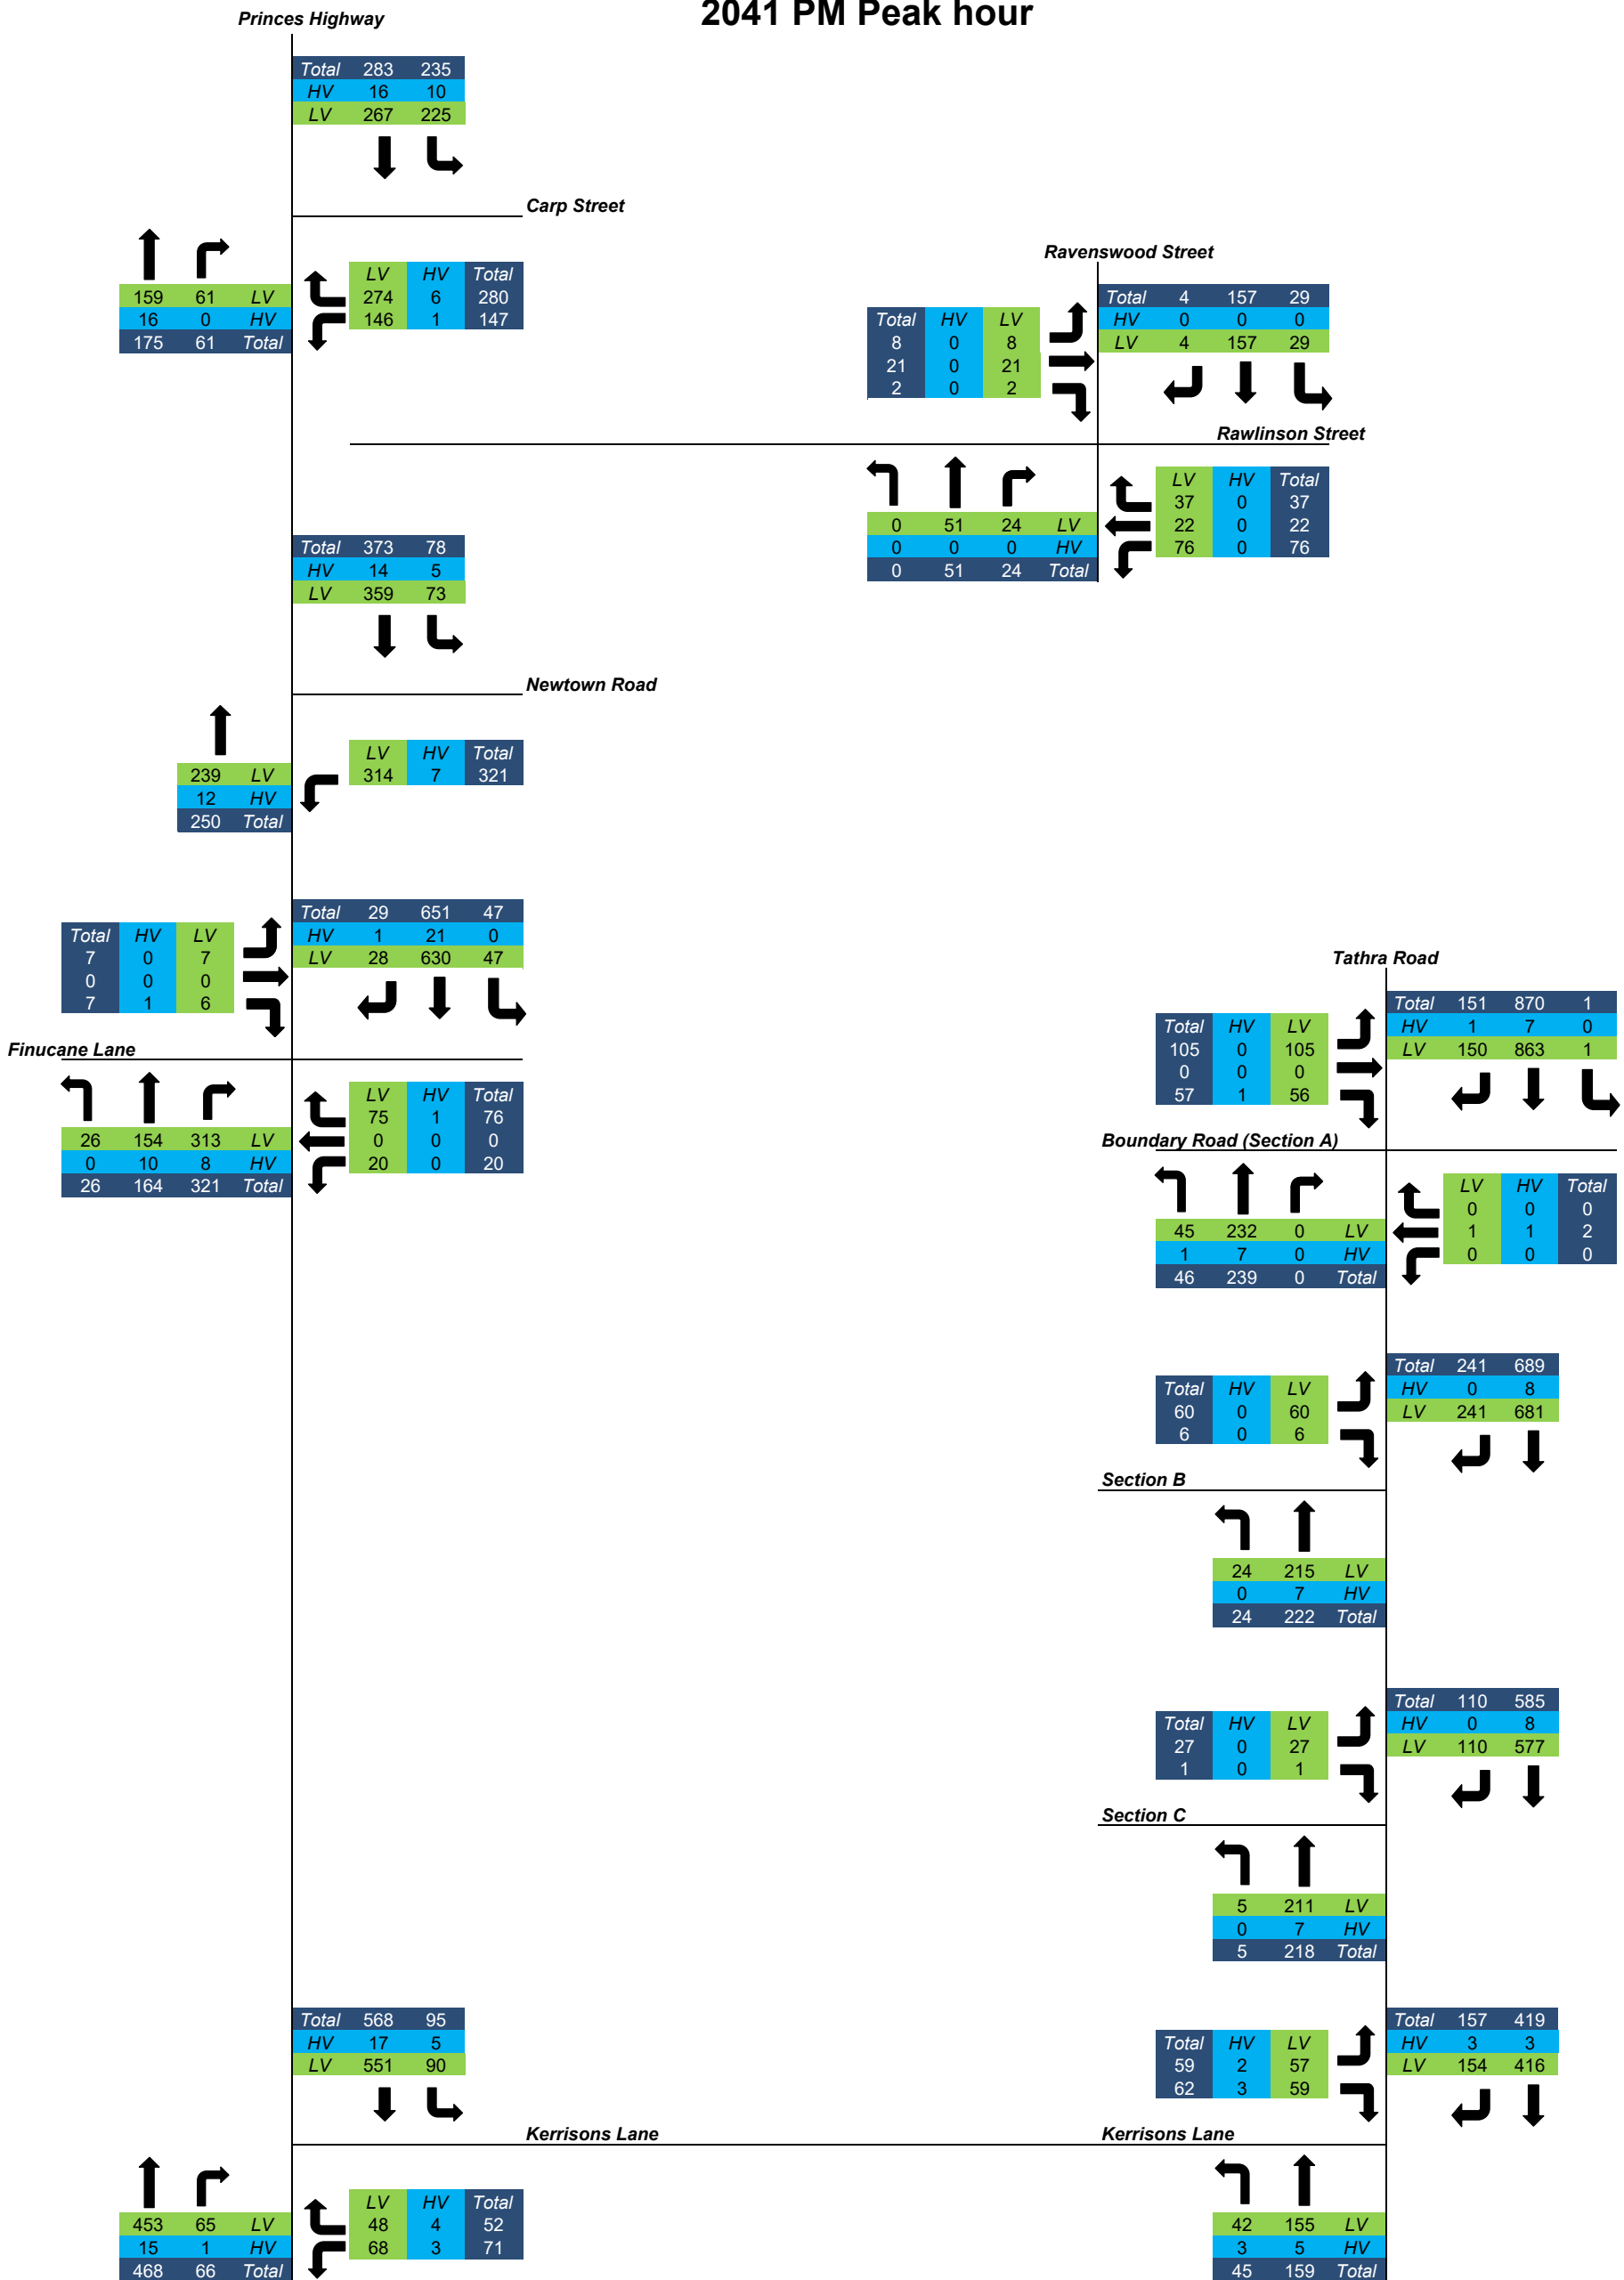 2041 PM Peak hour
Princes Highway
Total 283 235
HV 16 10
LV 267 225
Carp Street
159 61 LV
16 0 HV
175 61 Total
LV HV Total
274 6 280
146 1 147
Ravenswood Street
Total HV LV
8 0 8
21 0 21
2 0 2
Total 4 157 29
HV 0 0 0
LV 4 157 29
Rawlinson Street
0 51 24 LV
0 0 0 HV
0 51 24 Total
LV HV Total
37 0 37
22 0 22
76 0 76
Total 373 78
HV 14 5
LV 359 73
Newtown Road
239 LV
12 HV
250 Total
LV HV Total
314 7 321
Total HV LV
7 0 7
0 0 0
7 1 6
Total 29 651 47
HV 1 21 0
LV 28 630 47
Finucane Lane
26 154 313 LV
0 10 8 HV
26 164 321 Total
LV HV Total
75 1 76
0 0 0
20 0 20
Tathra Road
Total HV LV
105 0 105
0 0 0
57 1 56
Total 151 870 1
HV 1 7 0
LV 150 863 1
Boundary Road (Section A)
45 232 0 LV
1 7 0 HV
46 239 0 Total
LV HV Total
0 0 0
1 1 2
0 0 0
Total HV LV
60 0 60
6 0 6
Total 241 689
HV 0 8
LV 241 681
Section B
24 215 LV
0 7 HV
24 222 Total
Total HV LV
27 0 27
1 0 1
Total 110 585
HV 0 8
LV 110 577
Section C
5 211 LV
0 7 HV
5 218 Total
Total 568 95
HV 17 5
LV 551 90
Kerrisons Lane
453 65 LV
15 1 HV
468 66 Total
LV HV Total
48 4 52
68 3 71
Total HV LV
59 2 57
62 3 59
Total 157 419
HV 3 3
LV 154 416
Kerrisons Lane
42 155 LV
3 5 HV
45 159 Total